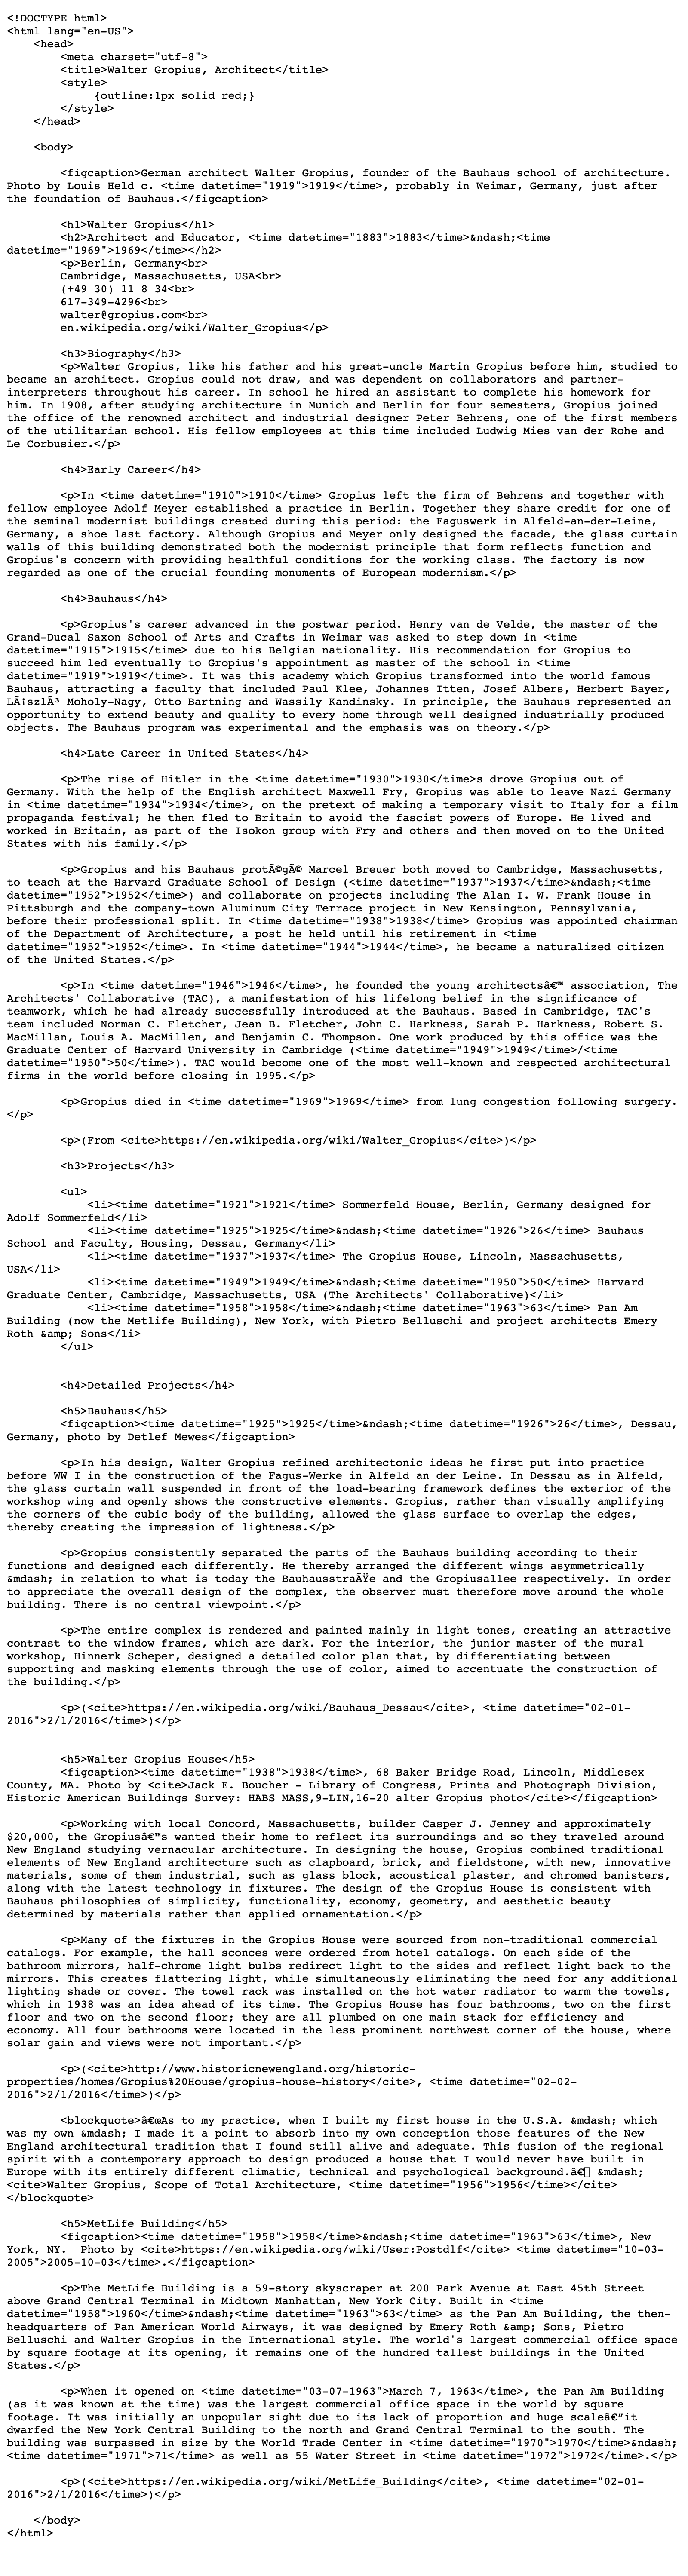 <!DOCTYPE html>
<html lang="en-US">
    <head>
        <meta charset="utf-8">
        <title>Walter Gropius, Architect</title>
        <style>
             {outline:1px solid red;}
        </style>
    </head>

    <body>

        <figcaption>German architect Walter Gropius, founder of the Bauhaus school of architecture.
Photo by Louis Held c. <time datetime="1919">1919</time>, probably in Weimar, Germany, just after
the foundation of Bauhaus.</figcaption>

        <h1>Walter Gropius</h1>
        <h2>Architect and Educator, <time datetime="1883">1883</time>&ndash;<time
datetime="1969">1969</time></h2>
        <p>Berlin, Germany<br>
        Cambridge, Massachusetts, USA<br>
        (+49 30) 11 8 34<br>
        617-349-4296<br>
        walter@gropius.com<br>
        en.wikipedia.org/wiki/Walter_Gropius</p>

        <h3>Biography</h3>
        <p>Walter Gropius, like his father and his great-uncle Martin Gropius before him, studied to
became an architect. Gropius could not draw, and was dependent on collaborators and partner-
interpreters throughout his career. In school he hired an assistant to complete his homework for
him. In 1908, after studying architecture in Munich and Berlin for four semesters, Gropius joined
the office of the renowned architect and industrial designer Peter Behrens, one of the first members
of the utilitarian school. His fellow employees at this time included Ludwig Mies van der Rohe and
Le Corbusier.</p>

        <h4>Early Career</h4>

        <p>In <time datetime="1910">1910</time> Gropius left the firm of Behrens and together with
fellow employee Adolf Meyer established a practice in Berlin. Together they share credit for one of
the seminal modernist buildings created during this period: the Faguswerk in Alfeld-an-der-Leine,
Germany, a shoe last factory. Although Gropius and Meyer only designed the facade, the glass curtain
walls of this building demonstrated both the modernist principle that form reflects function and
Gropius's concern with providing healthful conditions for the working class. The factory is now
regarded as one of the crucial founding monuments of European modernism.</p>

        <h4>Bauhaus</h4>

        <p>Gropius's career advanced in the postwar period. Henry van de Velde, the master of the
Grand-Ducal Saxon School of Arts and Crafts in Weimar was asked to step down in <time
datetime="1915">1915</time> due to his Belgian nationality. His recommendation for Gropius to
succeed him led eventually to Gropius's appointment as master of the school in <time
datetime="1919">1919</time>. It was this academy which Gropius transformed into the world famous
Bauhaus, attracting a faculty that included Paul Klee, Johannes Itten, Josef Albers, Herbert Bayer,
LÃ¡szlÃ³ Moholy-Nagy, Otto Bartning and Wassily Kandinsky. In principle, the Bauhaus represented an
opportunity to extend beauty and quality to every home through well designed industrially produced
objects. The Bauhaus program was experimental and the emphasis was on theory.</p>

        <h4>Late Career in United States</h4>

        <p>The rise of Hitler in the <time datetime="1930">1930</time>s drove Gropius out of
Germany. With the help of the English architect Maxwell Fry, Gropius was able to leave Nazi Germany
in <time datetime="1934">1934</time>, on the pretext of making a temporary visit to Italy for a film
propaganda festival; he then fled to Britain to avoid the fascist powers of Europe. He lived and
worked in Britain, as part of the Isokon group with Fry and others and then moved on to the United
States with his family.</p>

        <p>Gropius and his Bauhaus protÃ©gÃ© Marcel Breuer both moved to Cambridge, Massachusetts,
to teach at the Harvard Graduate School of Design (<time datetime="1937">1937</time>&ndash;<time
datetime="1952">1952</time>) and collaborate on projects including The Alan I. W. Frank House in
Pittsburgh and the company-town Aluminum City Terrace project in New Kensington, Pennsylvania,
before their professional split. In <time datetime="1938">1938</time> Gropius was appointed chairman
of the Department of Architecture, a post he held until his retirement in <time
datetime="1952">1952</time>. In <time datetime="1944">1944</time>, he became a naturalized citizen
of the United States.</p>

        <p>In <time datetime="1946">1946</time>, he founded the young architectsâ€™ association, The
Architects' Collaborative (TAC), a manifestation of his lifelong belief in the significance of
teamwork, which he had already successfully introduced at the Bauhaus. Based in Cambridge, TAC's
team included Norman C. Fletcher, Jean B. Fletcher, John C. Harkness, Sarah P. Harkness, Robert S.
MacMillan, Louis A. MacMillen, and Benjamin C. Thompson. One work produced by this office was the
Graduate Center of Harvard University in Cambridge (<time datetime="1949">1949</time>/<time
datetime="1950">50</time>). TAC would become one of the most well-known and respected architectural
firms in the world before closing in 1995.</p>

        <p>Gropius died in <time datetime="1969">1969</time> from lung congestion following surgery.
</p>

        <p>(From <cite>https://en.wikipedia.org/wiki/Walter_Gropius</cite>)</p>

        <h3>Projects</h3>

        <ul>
            <li><time datetime="1921">1921</time> Sommerfeld House, Berlin, Germany designed for
Adolf Sommerfeld</li>
            <li><time datetime="1925">1925</time>&ndash;<time datetime="1926">26</time> Bauhaus
School and Faculty, Housing, Dessau, Germany</li>
            <li><time datetime="1937">1937</time> The Gropius House, Lincoln, Massachusetts,
USA</li>
            <li><time datetime="1949">1949</time>&ndash;<time datetime="1950">50</time> Harvard
Graduate Center, Cambridge, Massachusetts, USA (The Architects' Collaborative)</li>
            <li><time datetime="1958">1958</time>&ndash;<time datetime="1963">63</time> Pan Am
Building (now the Metlife Building), New York, with Pietro Belluschi and project architects Emery
Roth &amp; Sons</li>
        </ul>


        <h4>Detailed Projects</h4>

        <h5>Bauhaus</h5>
        <figcaption><time datetime="1925">1925</time>&ndash;<time datetime="1926">26</time>, Dessau,
Germany, photo by Detlef Mewes</figcaption>

        <p>In his design, Walter Gropius refined architectonic ideas he first put into practice
before WW I in the construction of the Fagus-Werke in Alfeld an der Leine. In Dessau as in Alfeld,
the glass curtain wall suspended in front of the load-bearing framework defines the exterior of the
workshop wing and openly shows the constructive elements. Gropius, rather than visually amplifying
the corners of the cubic body of the building, allowed the glass surface to overlap the edges,
thereby creating the impression of lightness.</p>

        <p>Gropius consistently separated the parts of the Bauhaus building according to their
functions and designed each differently. He thereby arranged the different wings asymmetrically
&mdash; in relation to what is today the BauhausstraÃŸe and the Gropiusallee respectively. In order
to appreciate the overall design of the complex, the observer must therefore move around the whole
building. There is no central viewpoint.</p>

        <p>The entire complex is rendered and painted mainly in light tones, creating an attractive
contrast to the window frames, which are dark. For the interior, the junior master of the mural
workshop, Hinnerk Scheper, designed a detailed color plan that, by differentiating between
supporting and masking elements through the use of color, aimed to accentuate the construction of
the building.</p>

        <p>(<cite>https://en.wikipedia.org/wiki/Bauhaus_Dessau</cite>, <time datetime="02-01-
2016">2/1/2016</time>)</p>


        <h5>Walter Gropius House</h5>
        <figcaption><time datetime="1938">1938</time>, 68 Baker Bridge Road, Lincoln, Middlesex
County, MA. Photo by <cite>Jack E. Boucher - Library of Congress, Prints and Photograph Division,
Historic American Buildings Survey: HABS MASS,9-LIN,16-20 alter Gropius photo</cite></figcaption>

        <p>Working with local Concord, Massachusetts, builder Casper J. Jenney and approximately
$20,000, the Gropiusâ€™s wanted their home to reflect its surroundings and so they traveled around
New England studying vernacular architecture. In designing the house, Gropius combined traditional
elements of New England architecture such as clapboard, brick, and fieldstone, with new, innovative
materials, some of them industrial, such as glass block, acoustical plaster, and chromed banisters,
along with the latest technology in fixtures. The design of the Gropius House is consistent with
Bauhaus philosophies of simplicity, functionality, economy, geometry, and aesthetic beauty
determined by materials rather than applied ornamentation.</p>

        <p>Many of the fixtures in the Gropius House were sourced from non-traditional commercial
catalogs. For example, the hall sconces were ordered from hotel catalogs. On each side of the
bathroom mirrors, half-chrome light bulbs redirect light to the sides and reflect light back to the
mirrors. This creates flattering light, while simultaneously eliminating the need for any additional
lighting shade or cover. The towel rack was installed on the hot water radiator to warm the towels,
which in 1938 was an idea ahead of its time. The Gropius House has four bathrooms, two on the first
floor and two on the second floor; they are all plumbed on one main stack for efficiency and
economy. All four bathrooms were located in the less prominent northwest corner of the house, where
solar gain and views were not important.</p>

        <p>(<cite>http://www.historicnewengland.org/historic-
properties/homes/Gropius%20House/gropius-house-history</cite>, <time datetime="02-02-
2016">2/1/2016</time>)</p>

        <blockquote>â€œAs to my practice, when I built my first house in the U.S.A. &mdash; which
was my own &mdash; I made it a point to absorb into my own conception those features of the New
England architectural tradition that I found still alive and adequate. This fusion of the regional
spirit with a contemporary approach to design produced a house that I would never have built in
Europe with its entirely different climatic, technical and psychological background.â€ &mdash;
<cite>Walter Gropius, Scope of Total Architecture, <time datetime="1956">1956</time></cite>
</blockquote>

        <h5>MetLife Building</h5>
        <figcaption><time datetime="1958">1958</time>&ndash;<time datetime="1963">63</time>, New
York, NY.  Photo by <cite>https://en.wikipedia.org/wiki/User:Postdlf</cite> <time datetime="10-03-
2005">2005-10-03</time>.</figcaption>

        <p>The MetLife Building is a 59-story skyscraper at 200 Park Avenue at East 45th Street
above Grand Central Terminal in Midtown Manhattan, New York City. Built in <time
datetime="1958">1960</time>&ndash;<time datetime="1963">63</time> as the Pan Am Building, the then-
headquarters of Pan American World Airways, it was designed by Emery Roth &amp; Sons, Pietro
Belluschi and Walter Gropius in the International style. The world's largest commercial office space
by square footage at its opening, it remains one of the hundred tallest buildings in the United
States.</p>

        <p>When it opened on <time datetime="03-07-1963">March 7, 1963</time>, the Pan Am Building
(as it was known at the time) was the largest commercial office space in the world by square
footage. It was initially an unpopular sight due to its lack of proportion and huge scaleâ€”it
dwarfed the New York Central Building to the north and Grand Central Terminal to the south. The
building was surpassed in size by the World Trade Center in <time datetime="1970">1970</time>&ndash;
<time datetime="1971">71</time> as well as 55 Water Street in <time datetime="1972">1972</time>.</p>

        <p>(<cite>https://en.wikipedia.org/wiki/MetLife_Building</cite>, <time datetime="02-01-
2016">2/1/2016</time>)</p>

    </body>
</html>